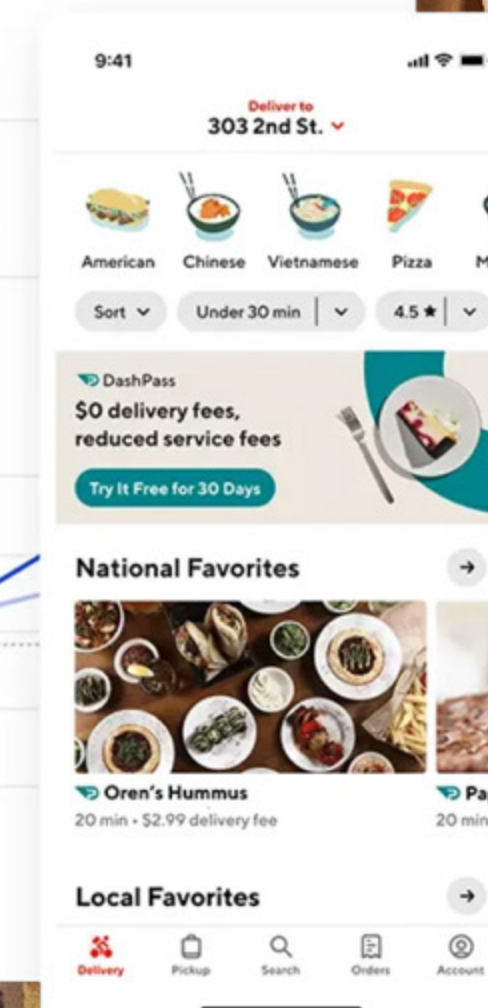 9:41
Deliver to
303 2nd St.
American Chinese Vietnamese Pizza M
Sort Under 30 min 4.5 ★
DashPass
$0 delivery fees,
reduced service fees
Try It Free for 30 Days
National Favorites
Oren's Hummus Pa
20 min • $2.99 delivery fee 20 min
Local Favorites
Delivery Pickup Search Orders Account